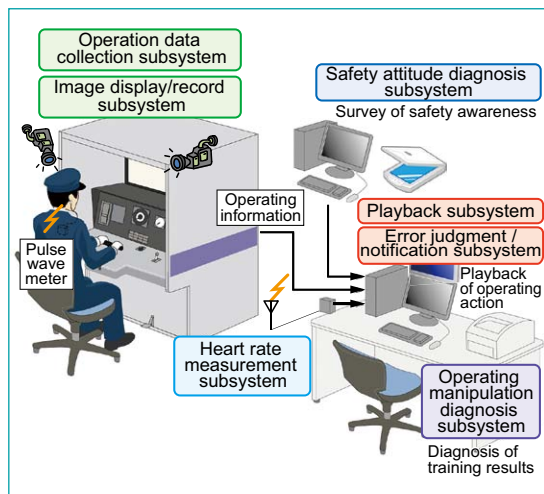 Operation data
collection subsystem
Image display/record
subsystem
Safety attitude diagnosis
subsystem
Survey of safety awareness
Operating
information
Playback subsystem
Error judgment /
notification subsystem
Pulse
wave
meter
Playback
of operating
action
Heart rate
measurement
subsystem
Operating
manipulation
diagnosis
subsystem
Diagnosis of
training results